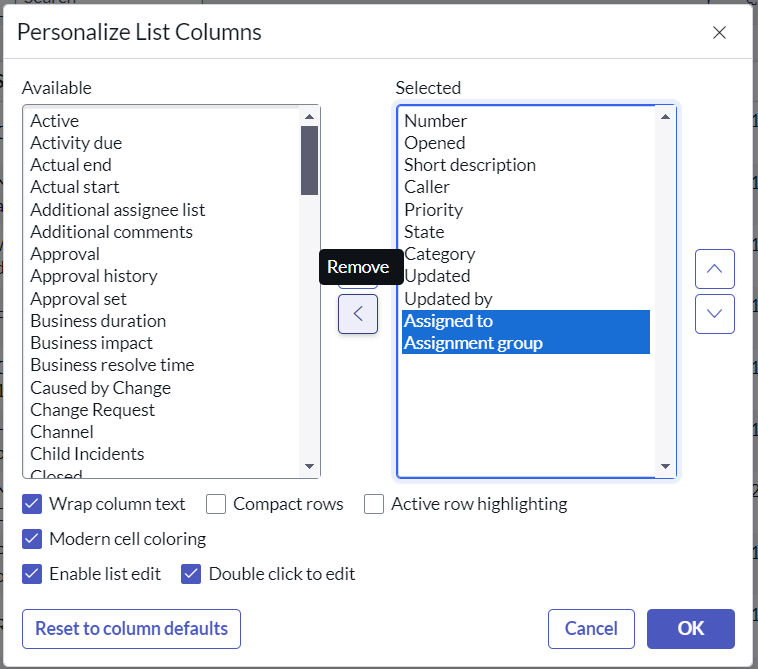 Personalize List Columns
Available
Active
Activity due
Actual end
Actual start
Additional assignee list
Additional comments
Approval
Approval history
Approval set
Business duration
Business impact
Business resolve time
Caused by Change
Change Request
Channel
Child Incidents
Closed
Remove
Selected
Number
Opened
Short description
Caller
Priority
State
Category
Updated
Updated by
Assigned to
Assignment group
Wrap column text Compact rows Active row highlighting
Modern cell coloring
Enable list edit Double click to edit
Reset to column defaults Cancel OK